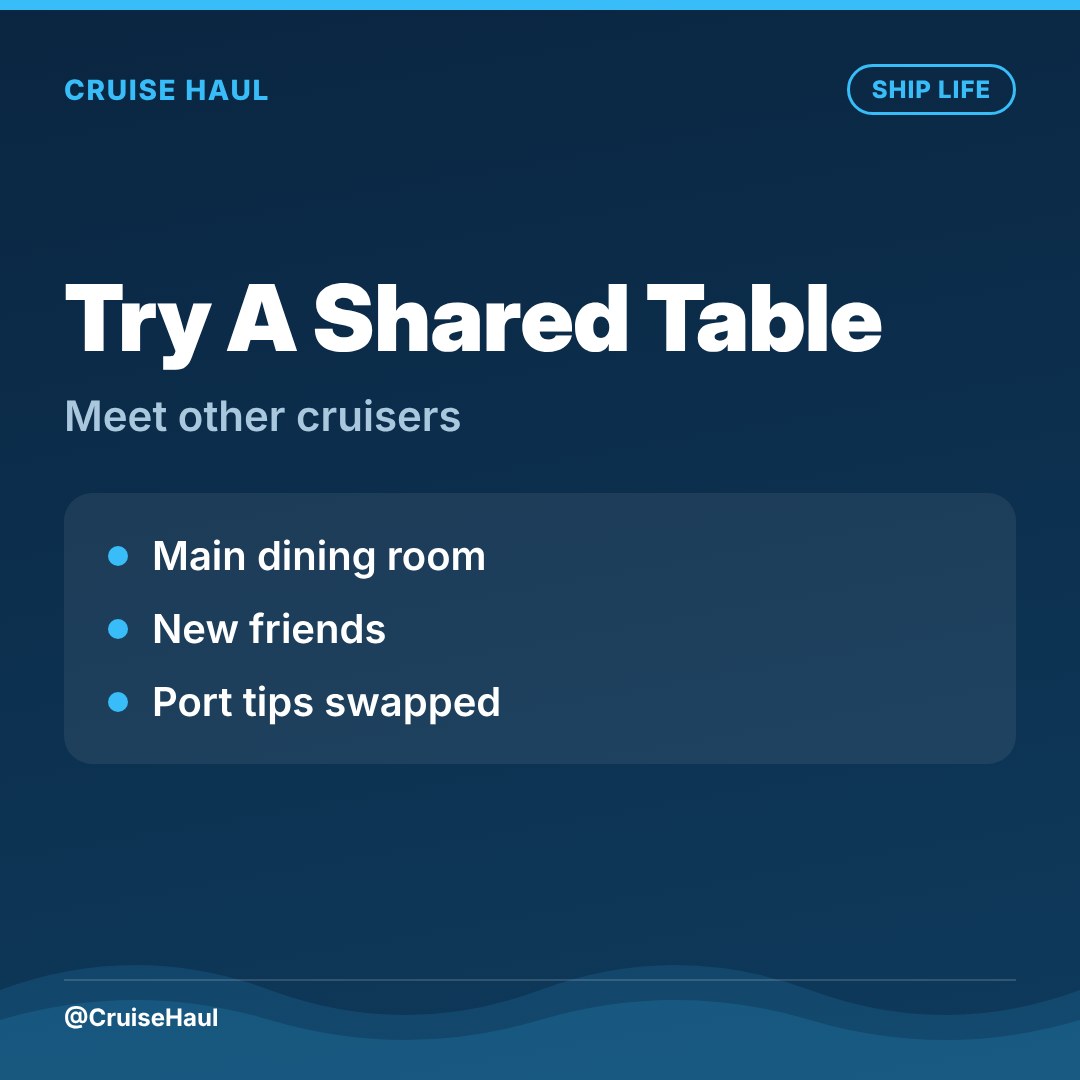 CRUISE HAUL
SHIP LIFE
Try A Shared Table
Meet other cruisers
Main dining room
New friends
Port tips swapped
@CruiseHaul